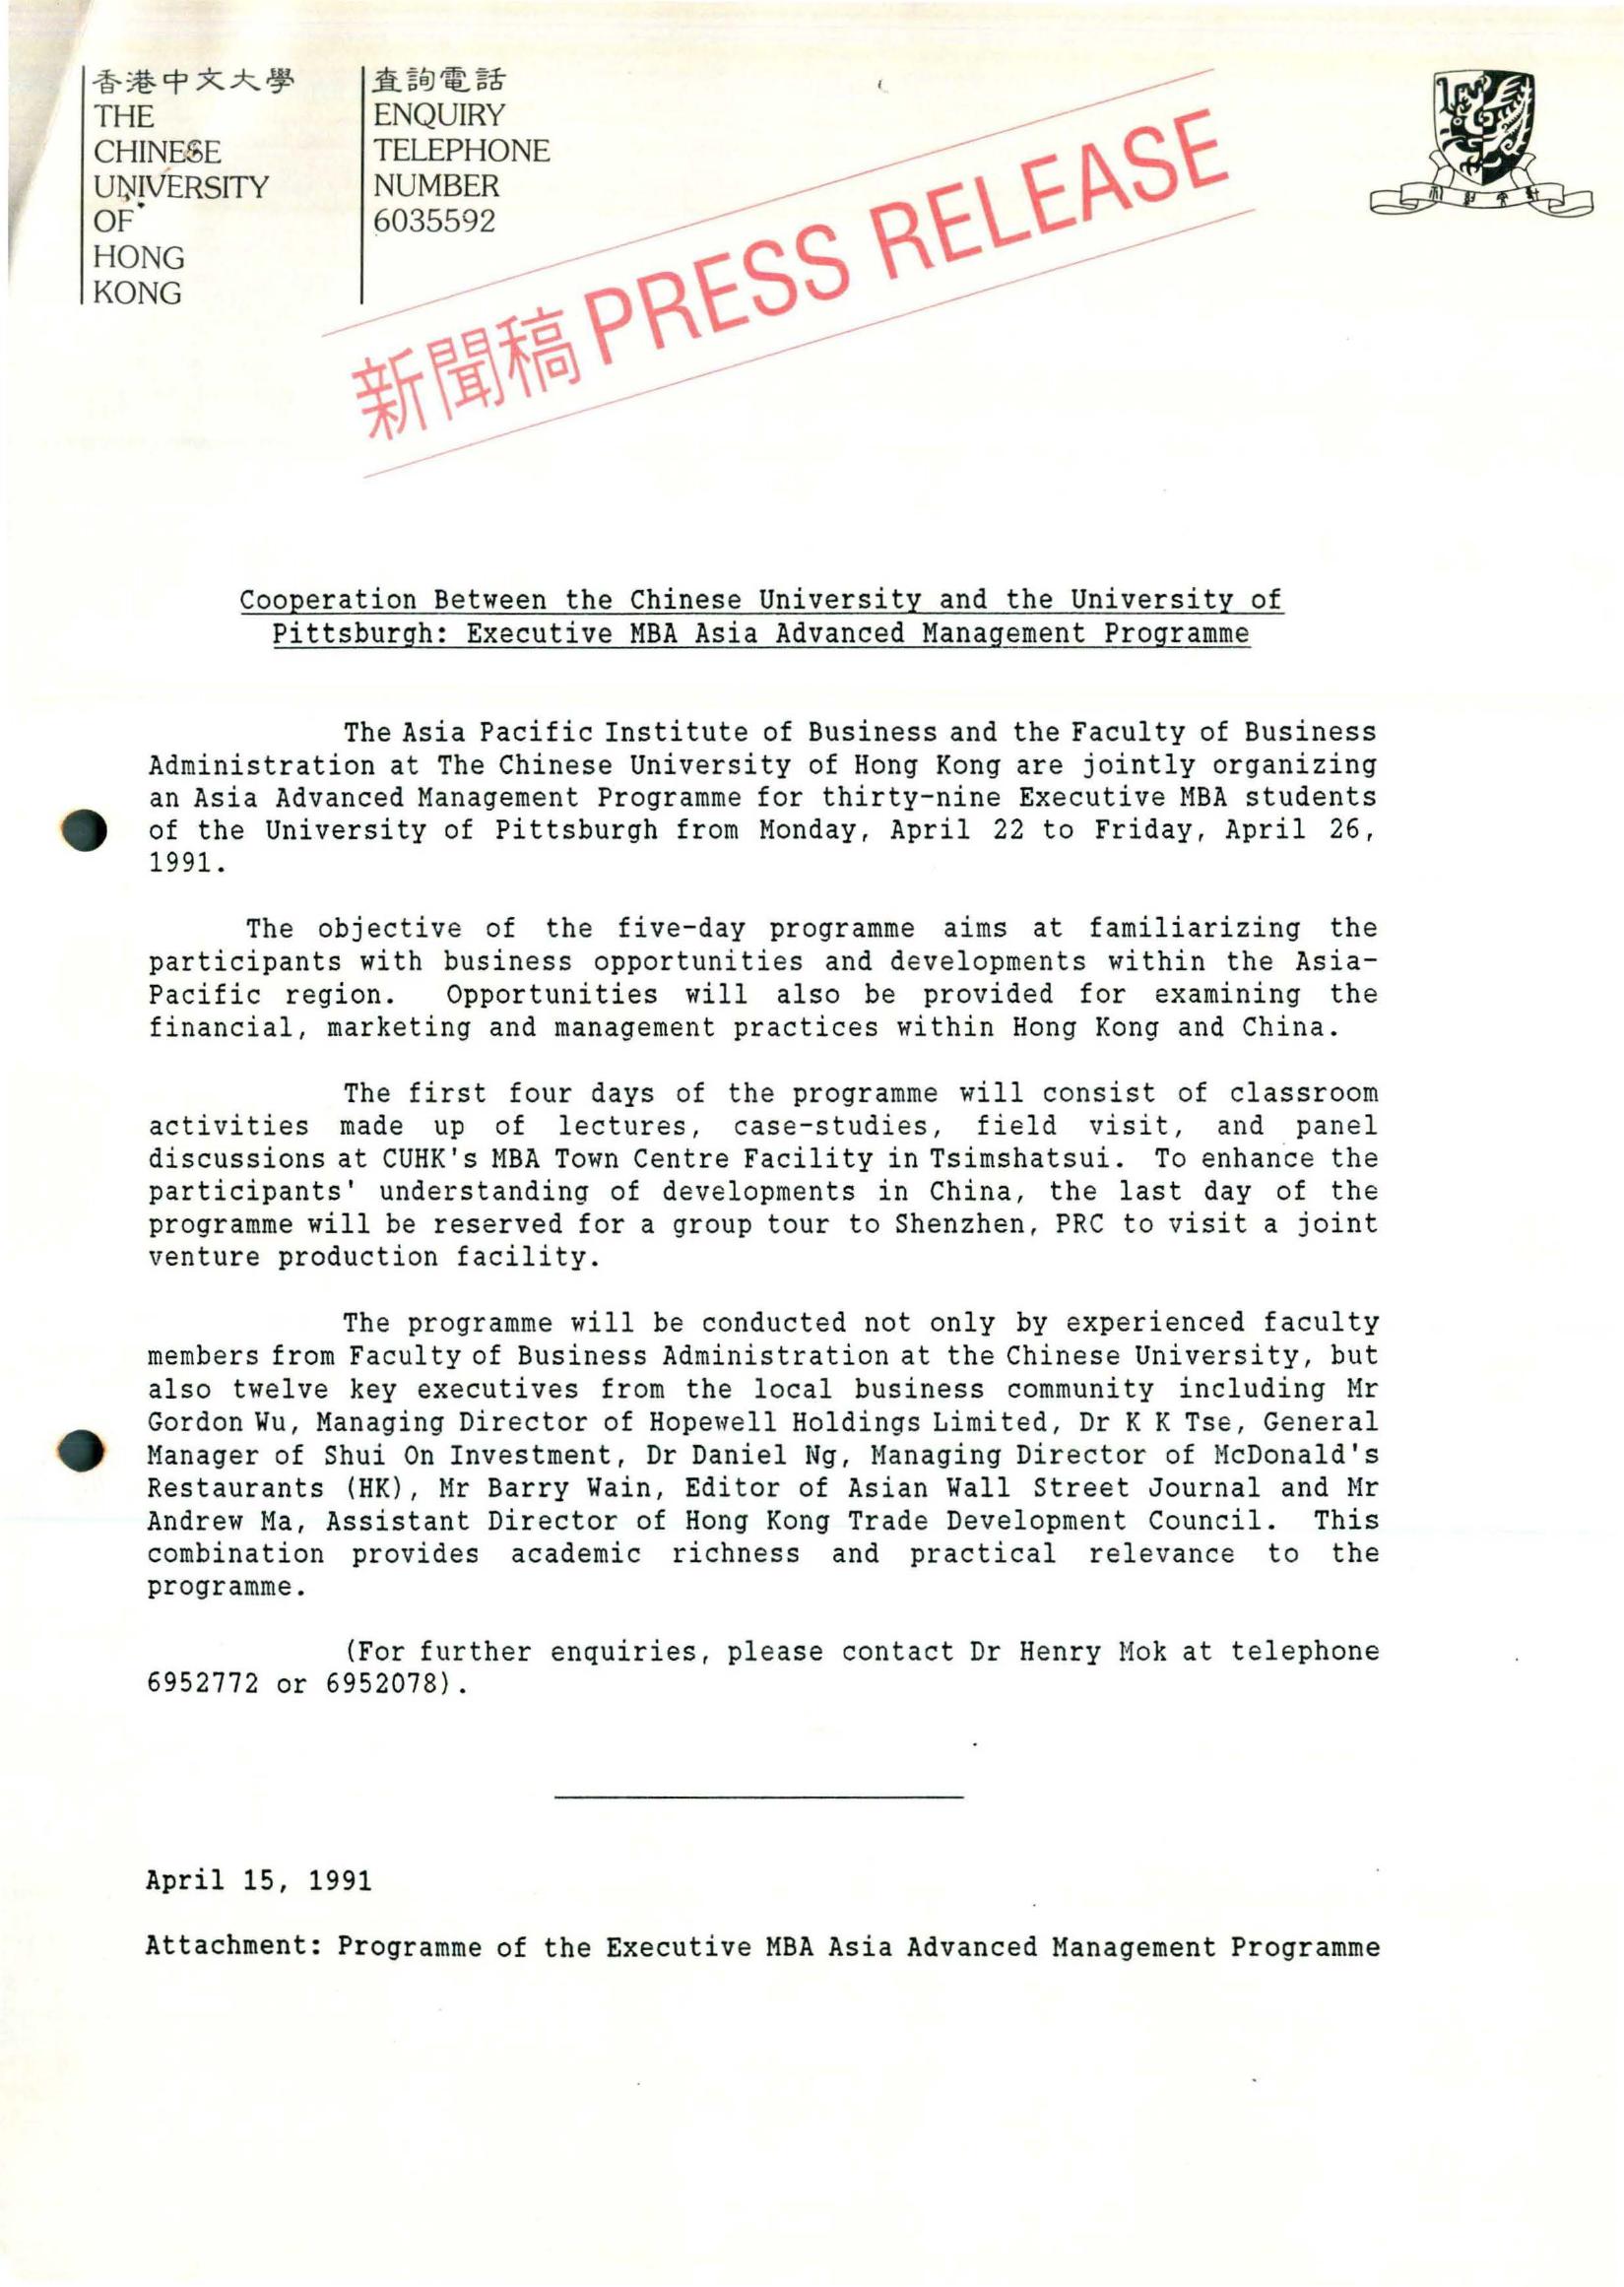 香港中文大學
THE
CHINESE
UNIVERSITY
OF
HONG
KONG
查詢電話
ENQUIRY
TELEPHONE
NUMBER
6035592
新聞稿 PRESS RELEASE
Cooperation Between the Chinese University and the University of
Pittsburgh: Executive MBA Asia Advanced Management Programme
The Asia Pacific Institute of Business and the Faculty of Business
Administration at The Chinese University of Hong Kong are jointly organizing
an Asia Advanced Management Programme for thirty-nine Executive MBA students
of the University of Pittsburgh from Monday, April 22 to Friday, April 26,
1991.
The objective of the five-day programme aims at familiarizing the
participants with business opportunities and developments within the Asia-
Pacific region. Opportunities will also be provided for examining the
financial, marketing and management practices within Hong Kong and China.
The first four days of the programme will consist of classroom
activities made up of lectures, case-studies, field visit, and panel
discussions at CUHK's MBA Town Centre Facility in Tsimshatsui. To enhance the
participants' understanding of developments in China, the last day of the
programme will be reserved for a group tour to Shenzhen, PRC to visit a joint
venture production facility.
The programme will be conducted not only by experienced faculty
members from Faculty of Business Administration at the Chinese University, but
also twelve key executives from the local business community including Mr
Gordon Wu, Managing Director of Hopewell Holdings Limited, Dr K K Tse, General
Manager of Shui On Investment, Dr Daniel Ng, Managing Director of McDonald's
Restaurants (HK), Mr Barry Wain, Editor of Asian Wall Street Journal and Mr
Andrew Ma, Assistant Director of Hong Kong Trade Development Council. This
combination provides academic richness and practical relevance to the
programme.
(For further enquiries, please contact Dr Henry Mok at telephone
6952772 or 6952078).
April 15, 1991
Attachment: Programme of the Executive MBA Asia Advanced Management Programme